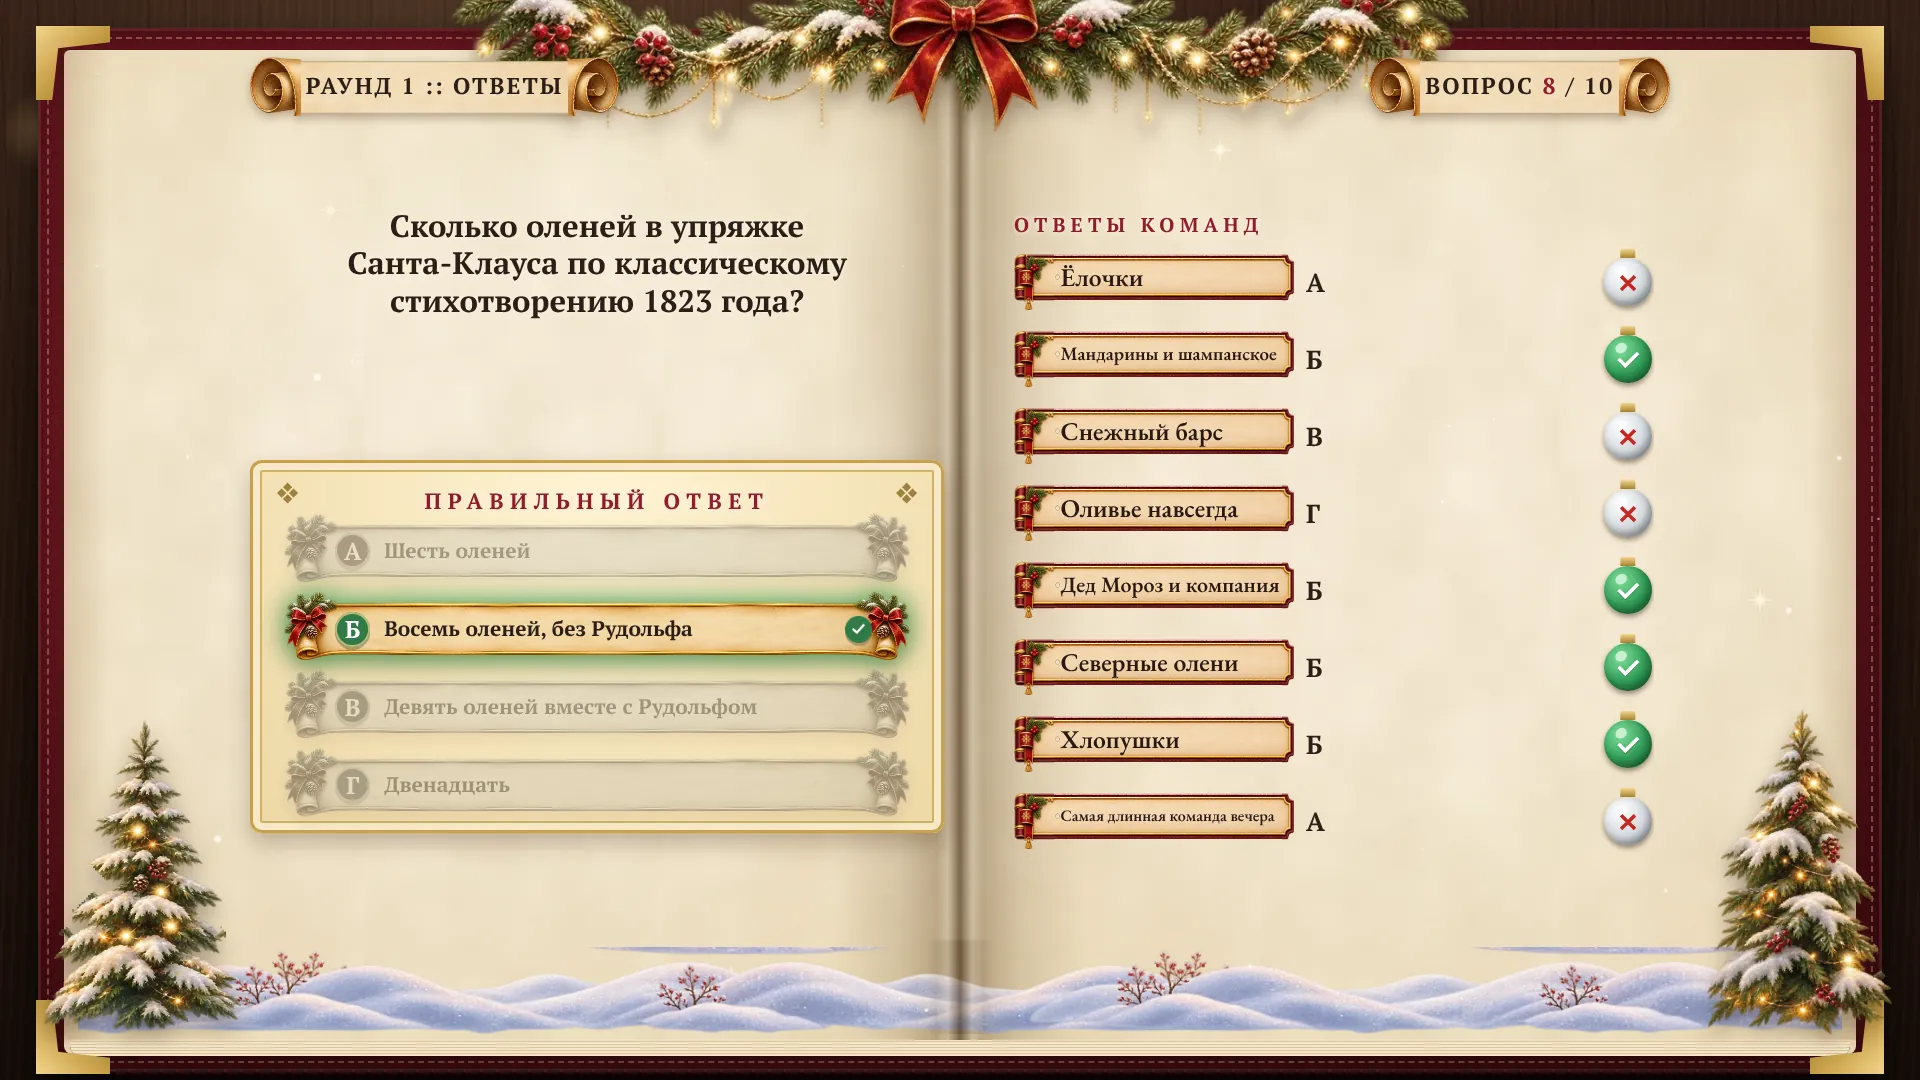 РАУНД 1 :: ОТВЕТЫ
ВОПРОС 8 / 10
Сколько оленей в упряжке
Санта-Клауса по классическому
стихотворению 1823 года?
ПРАВИЛЬНЫЙ ОТВЕТ
А Шесть оленей
Б Восемь оленей, без Рудольфа
В Девять оленей вместе с Рудольфом
Г Двенадцать
ОТВЕТЫ КОМАНД
Ёлочки А
Мандарины и шампанское Б
Снежный барс В
Оливье навсегда Г
Дед Мороз и компания Б
Северные олени Б
Хлопушки Б
Самая длинная команда вечера А